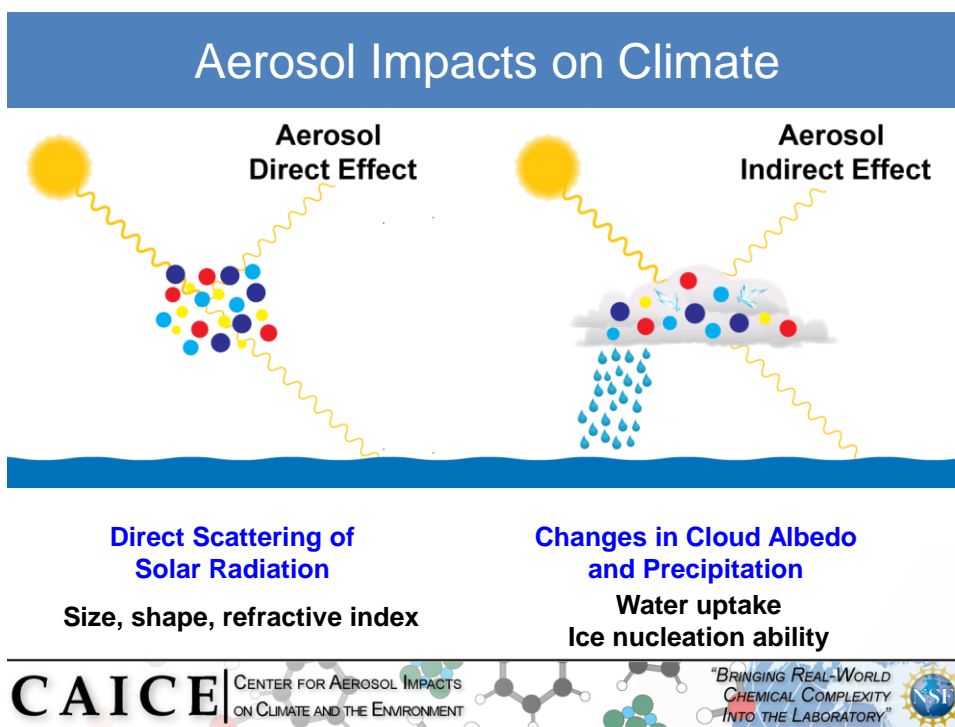 Aerosol Impacts on Climate
Aerosol
Direct Effect
Aerosol
Indirect Effect
Direct Scattering of
Solar Radiation
Size, shape, refractive index
Changes in Cloud Albedo
and Precipitation
Water uptake
Ice nucleation ability
CAICE
CENTER FOR AEROSOL IMPACTS
ON CLIMATE AND THE ENVIRONMENT
"BRINGING REAL-WORLD
CHEMICAL COMPLEXITY
INTO THE LABORATORY"
NSF